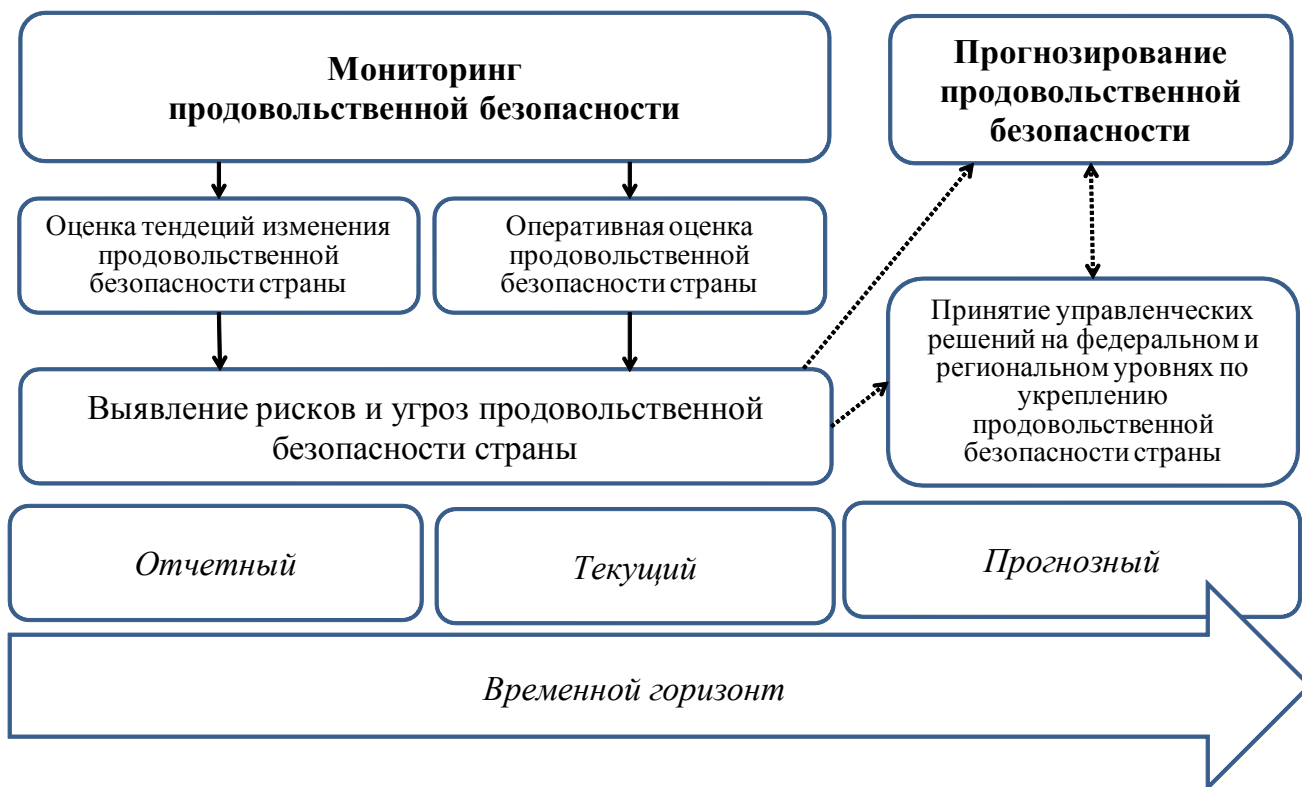 Мониторинг
продовольственной безопасности
Прогнозирование
продовольственной
безопасности
Оценка тендеций изменения
продовольственной
безопасности страны
Оперативная оценка
продовольственной
безопасности страны
Принятие управленческих
решений на федеральном и
региональном уровнях по
укреплению
продовольственной
безопасности страны
Выявление рисков и угроз продовольственной
безопасности страны
Отчетный
Текущий
Прогнозный
Временной горизонт